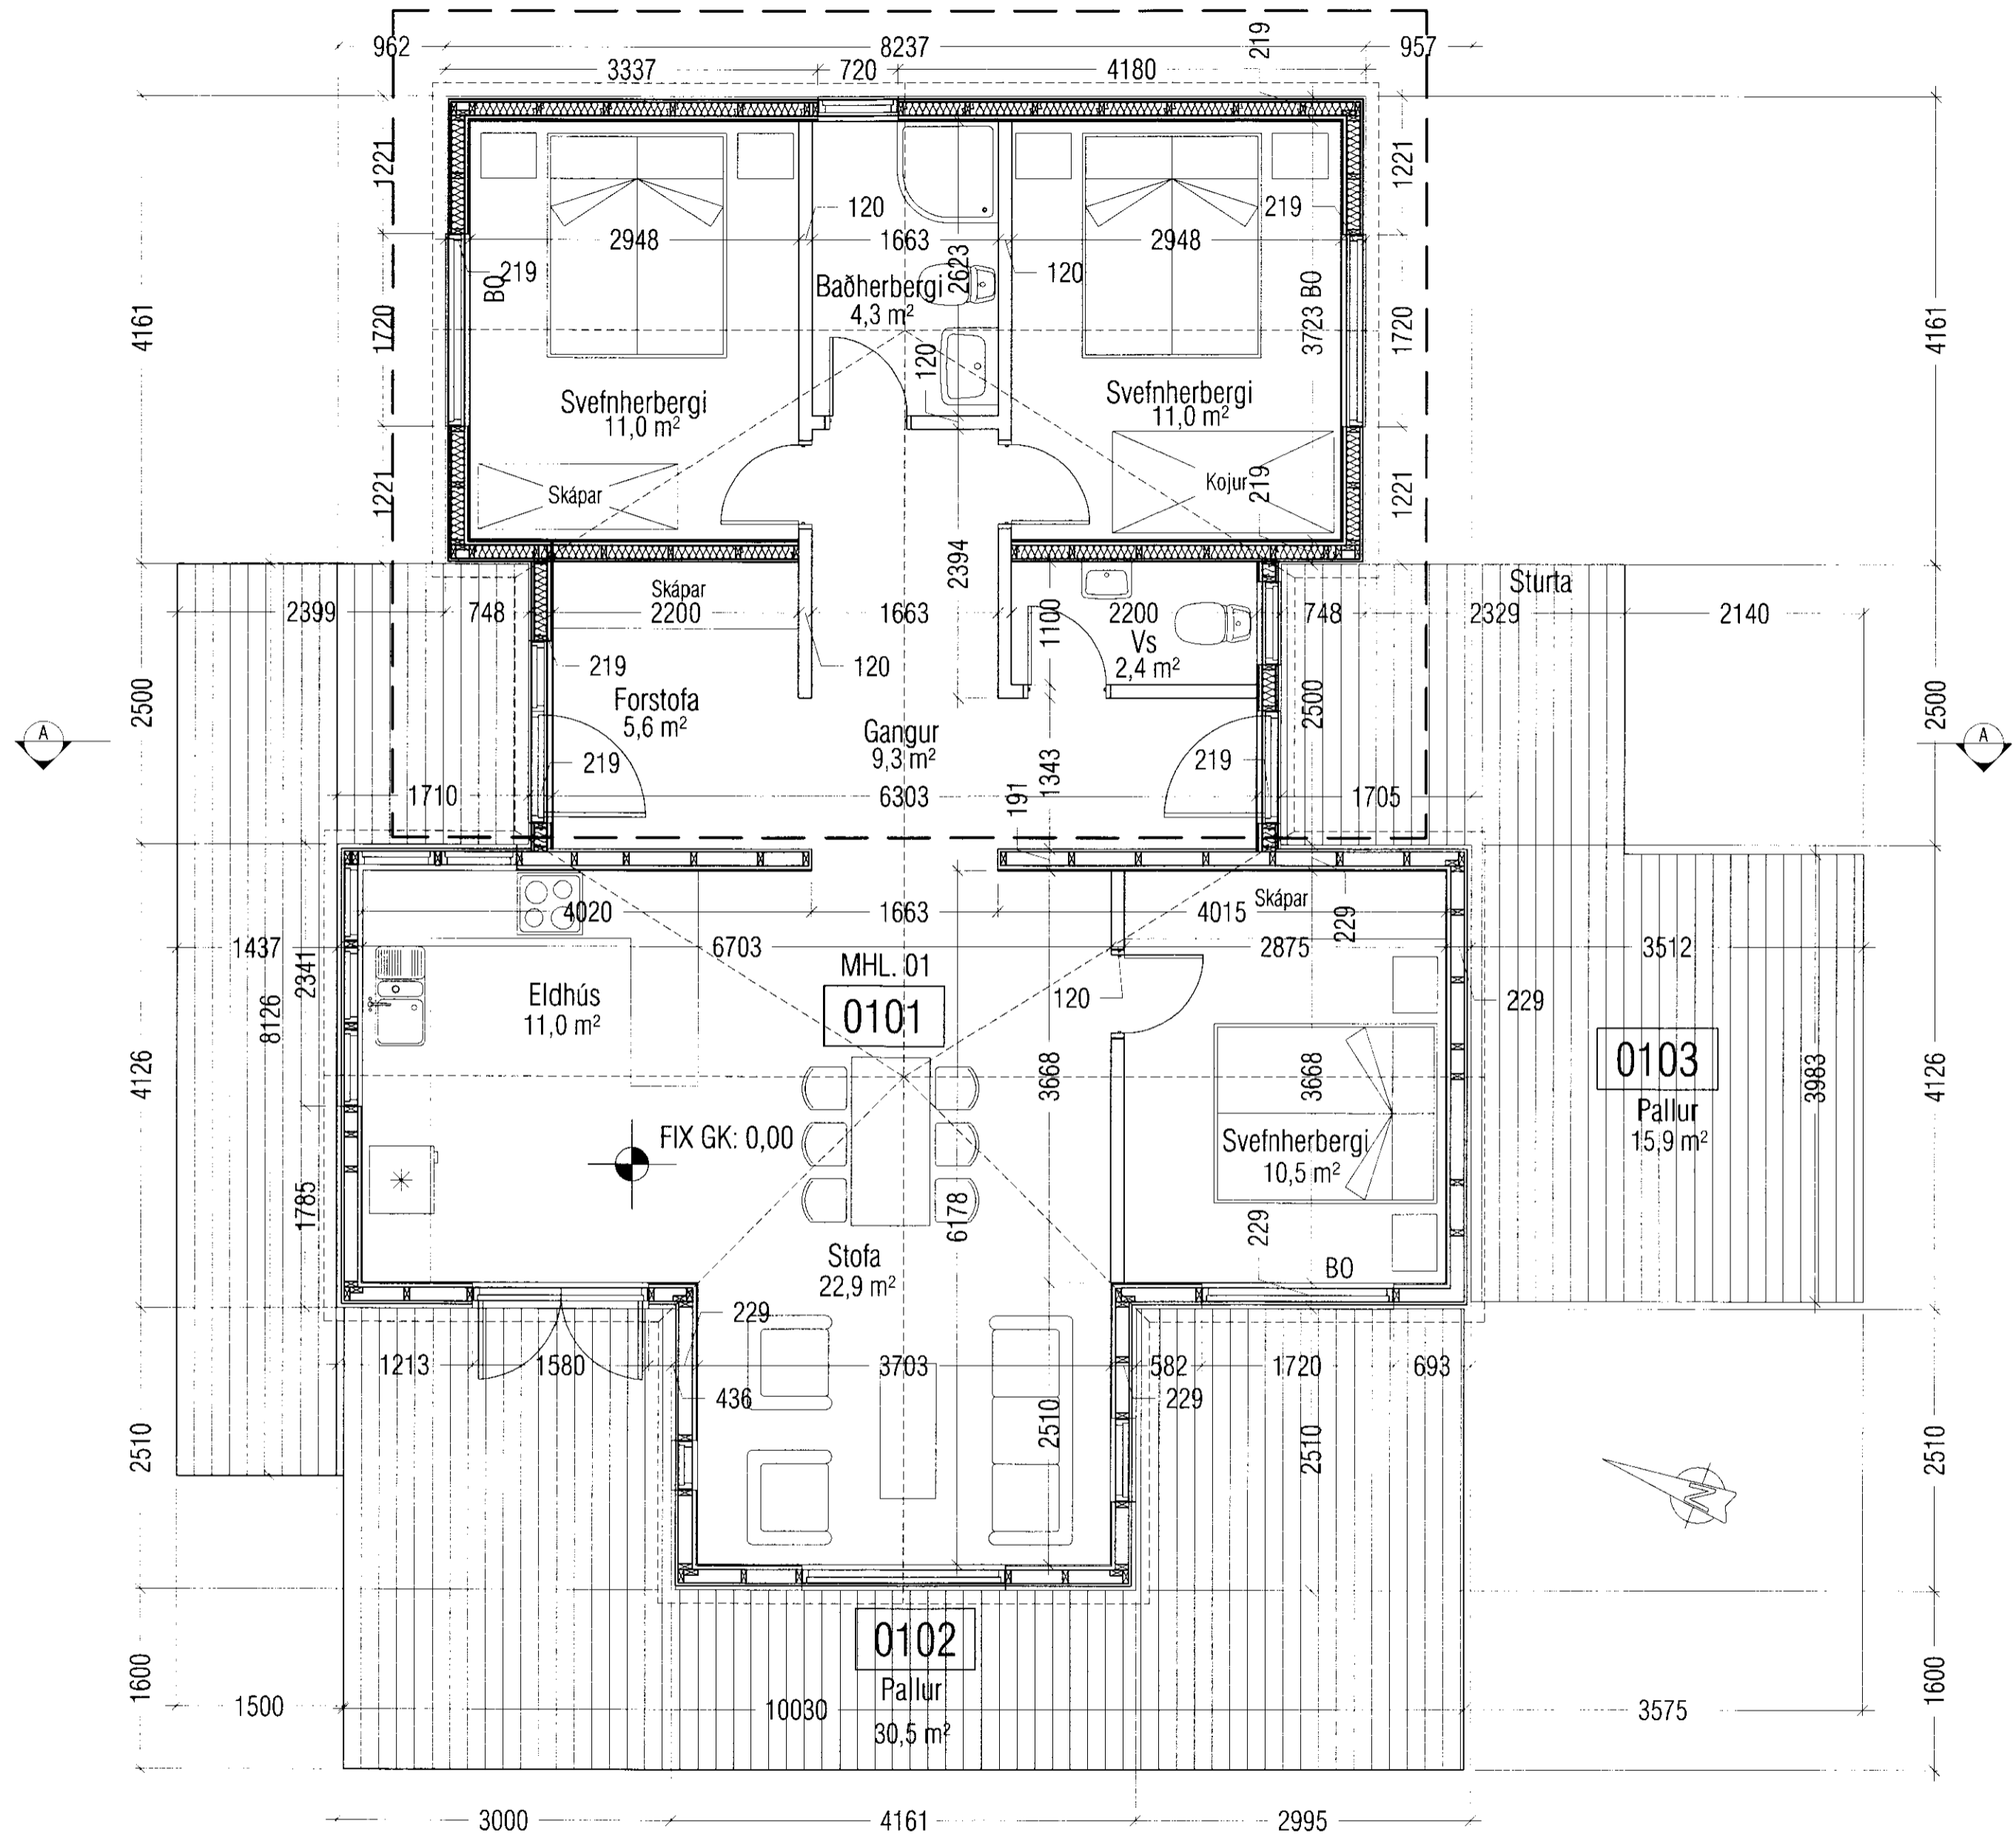 962
8237
219
957
3337
720
4180
1221
1221
120
219
2948
1663
2948
219
BO
2623
120
Baðherbergi
4,3 m²
3723 BO
4161
1720
1720
4161
120
Svefnherbergi
11,0 m²
Svefnherbergi
11,0 m²
1221
Skápar
Kojur
219
1221
2394
Skápar
Sturta
2399
748
2200
1663
1100
2200
748
2329
2140
Vs
2,4 m²
219
120
2500
Forstofa
5,6 m²
2500
2500
A
Gangur
9,3 m²
A
219
1343
219
1710
6303
191
1705
Skápar
4020
1663
4015
229
1437
2341
6703
2875
3512
MHL. 01
Eldhús
11,0 m²
0101
120
229
8126
4126
3668
3668
0103
3983
4126
Pallur
15,9 m²
FIX GK: 0,00
Svefnherbergi
10,5 m²
1785
6178
229
Stofa
22,9 m²
BO
229
1213
1580
3703
582
1720
693
436
229
2510
2510
2510
2510
N
0102
1600
Pallur
1600
1500
10030
3575
30,5 m²
3000
4161
2995